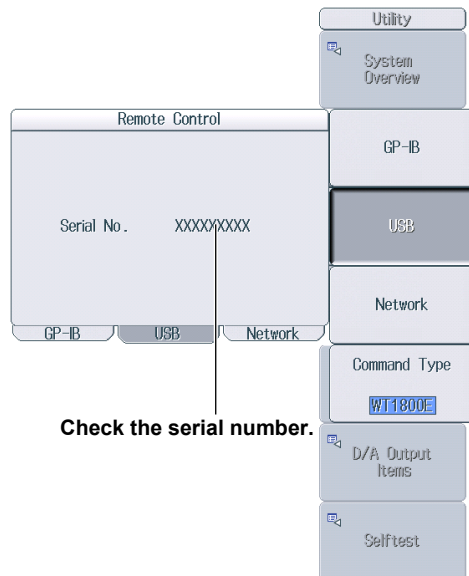 Utility
System
Overview
Remote Control
GP-IB
Serial No. XXXXXXXXX
USB
Network
GP-IB USB Network
Command Type
WT1800E
Check the serial number.
D/A Output
Items
Selftest